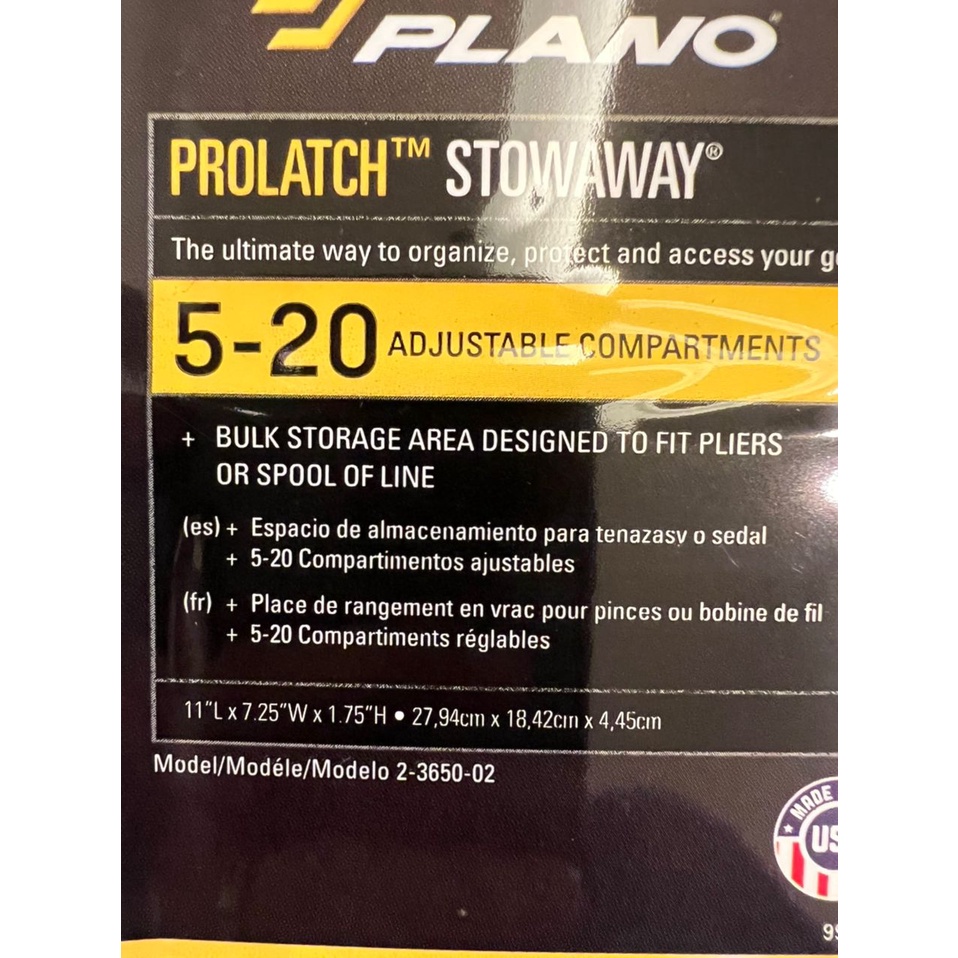 PLANO
PROLATCH™ STOWAWAY®
The ultimate way to organize, protect and access your
5-20 ADJUSTABLE COMPARTMENTS
+ BULK STORAGE AREA DESIGNED TO FIT PLIERS
OR SPOOL OF LINE
(es) + Espacio de almacenamiento para tenazasv o sedal
+ 5-20 Compartimentos ajustables
(fr) + Place de rangement en vrac pour pinces ou bobine de fil
+ 5-20 Compartiments réglables
11"L x 7.25"W x 1.75"H • 27,94cm x 18,42cm x 4,45cm
Model/Modéle/Modelo 2-3650-02
MADE